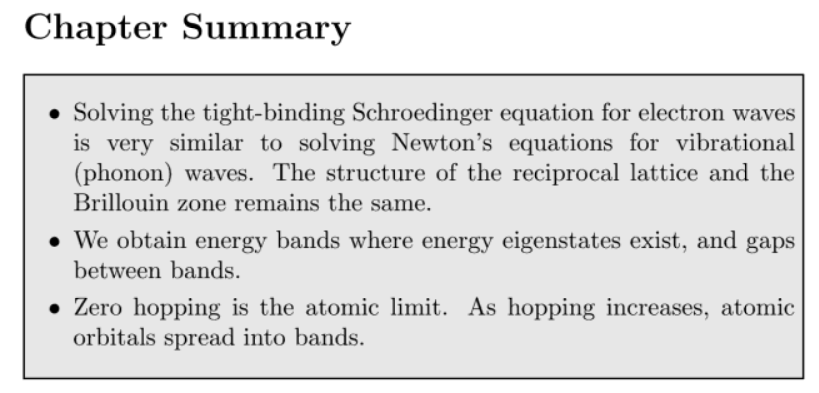 Chapter Summary
• Solving the tight-binding Schroedinger equation for electron waves
is very similar to solving Newton's equations for vibrational
(phonon) waves. The structure of the reciprocal lattice and the
Brillouin zone remains the same.
• We obtain energy bands where energy eigenstates exist, and gaps
between bands.
• Zero hopping is the atomic limit. As hopping increases, atomic
orbitals spread into bands.